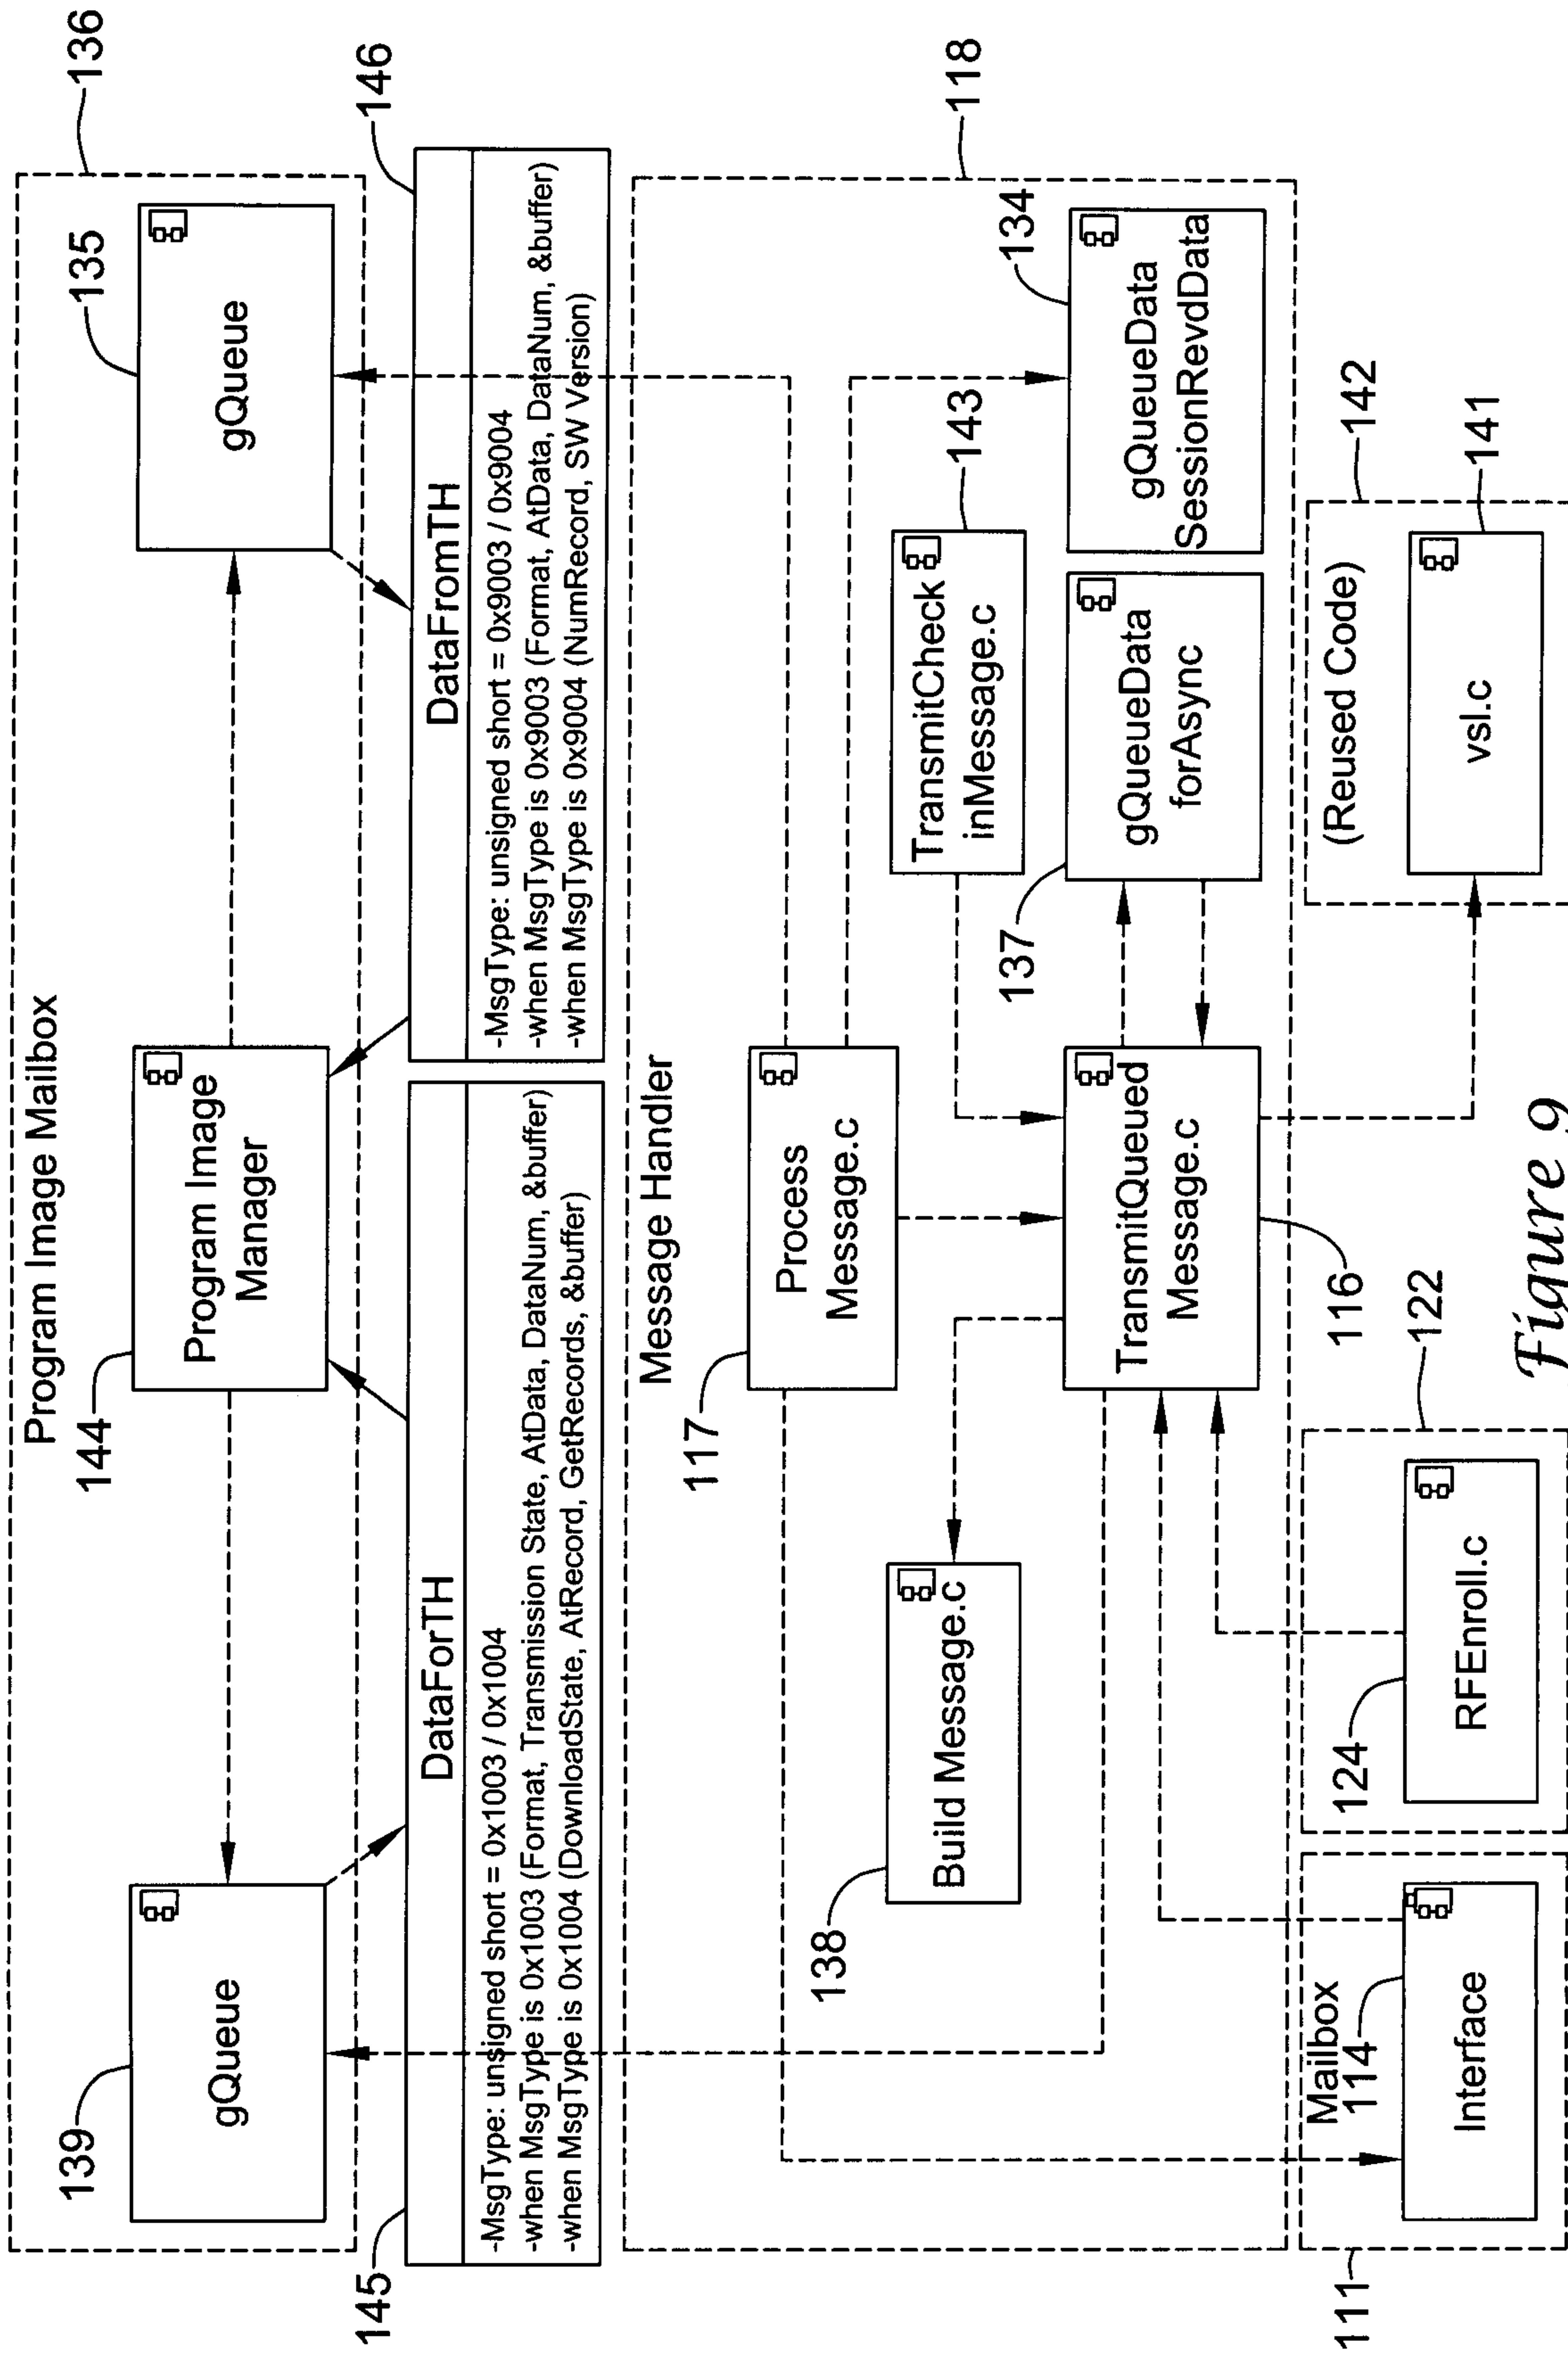 Program Image Mailbox
136
139
gQueue
144
Program Image
Manager
135
gQueue
145
DataForTH
-MsgType: unsigned short = 0x1003 / 0x1004
-when MsgType is 0x1003 (Format, Transmission State, AtData, DataNum, &buffer)
-when MsgType is 0x1004 (DownloadState, AtRecord, GetRecords, &buffer)
146
DataFromTH
-MsgType: unsigned short = 0x9003 / 0x9004
-when MsgType is 0x9003 (Format, AtData, DataNum, &buffer)
-when MsgType is 0x9004 (NumRecord, SW Version)
Message Handler
118
117
Process
Message.c
138
Build Message.c
143
TransmitCheck
inMessage.c
TransmitQueued
Message.c
116
137
gQueueData
forAsync
134
gQueueData
SessionRevdData
111
Mailbox
114
Interface
122
124
RFEnroll.c
142
(Reused Code)
vsl.c
141
Figure 9